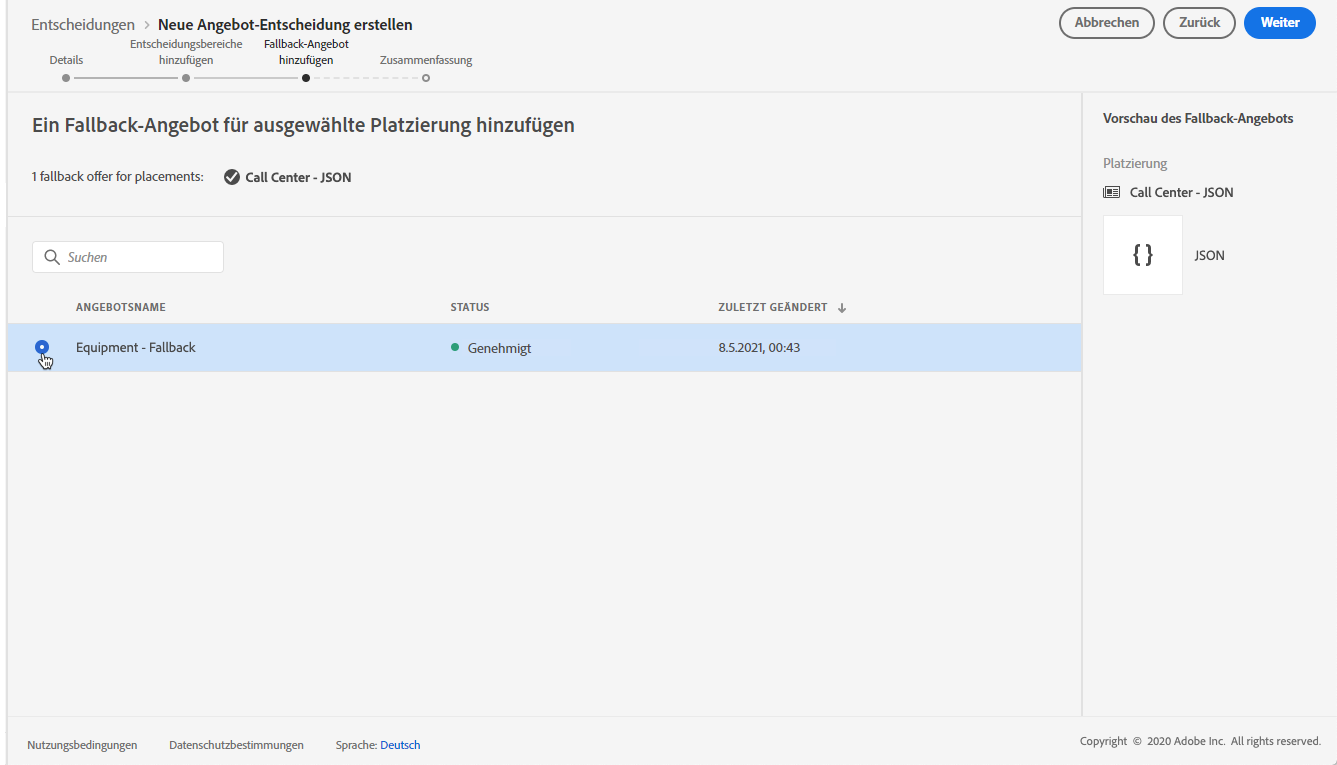 Entscheidungen > Neue Angebot-Entscheidung erstellen
Abbrechen
Zurück
Weiter
Details
Entscheidungsbereiche
hinzufügen
Fallback-Angebot
hinzufügen
Zusammenfassung
Ein Fallback-Angebot für ausgewählte Platzierung hinzufügen
1 fallback offer for placements: Call Center - JSON
Suchen
ANGEBOTSNAME STATUS ZULETZT GEÄNDERT ↓
Equipment - Fallback Genehmigt 8.5.2021, 00:43
Vorschau des Fallback-Angebots
Platzierung
Call Center - JSON
{ } JSON
Nutzungsbedingungen Datenschutzbestimmungen Sprache: Deutsch
Copyright © 2020 Adobe Inc. All rights reserved.